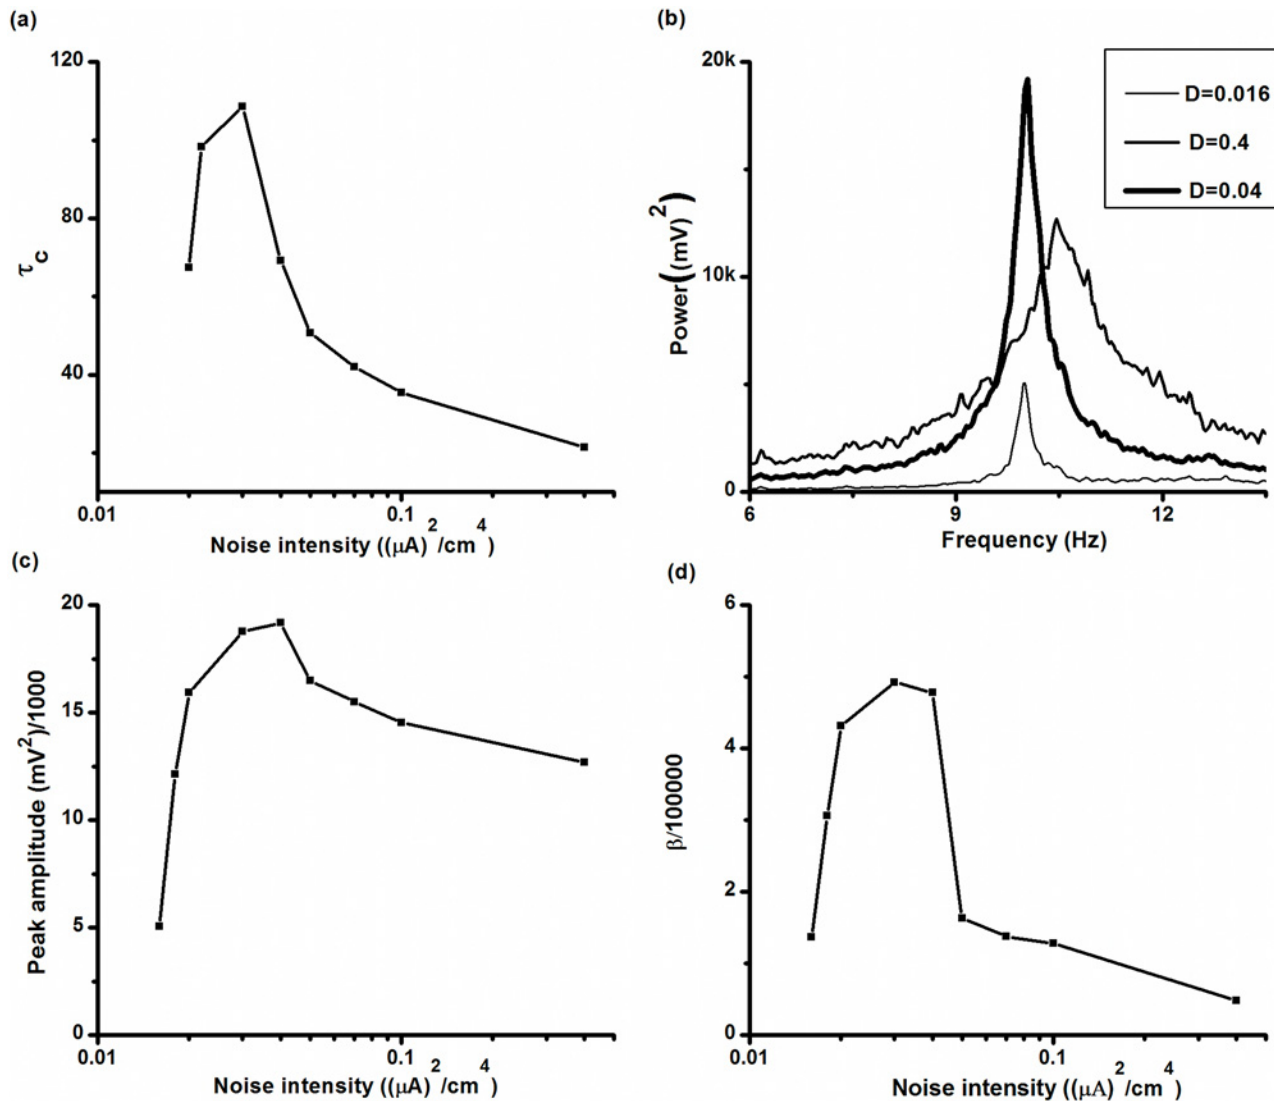 (a)
120
80
40
τc
0.01
0.1
Noise intensity ((μA)2/cm4)
(b)
20k
10k
0
Power((mV)2)
6
9
12
Frequency (Hz)
D=0.016
D=0.4
D=0.04
(c)
20
15
10
5
0
Peak amplitude (mV2)/1000
0.01
0.1
Noise intensity ((μA)2/cm4)
(d)
6
4
2
0
β/100000
0.01
0.1
Noise intensity ((μA)2/cm4)